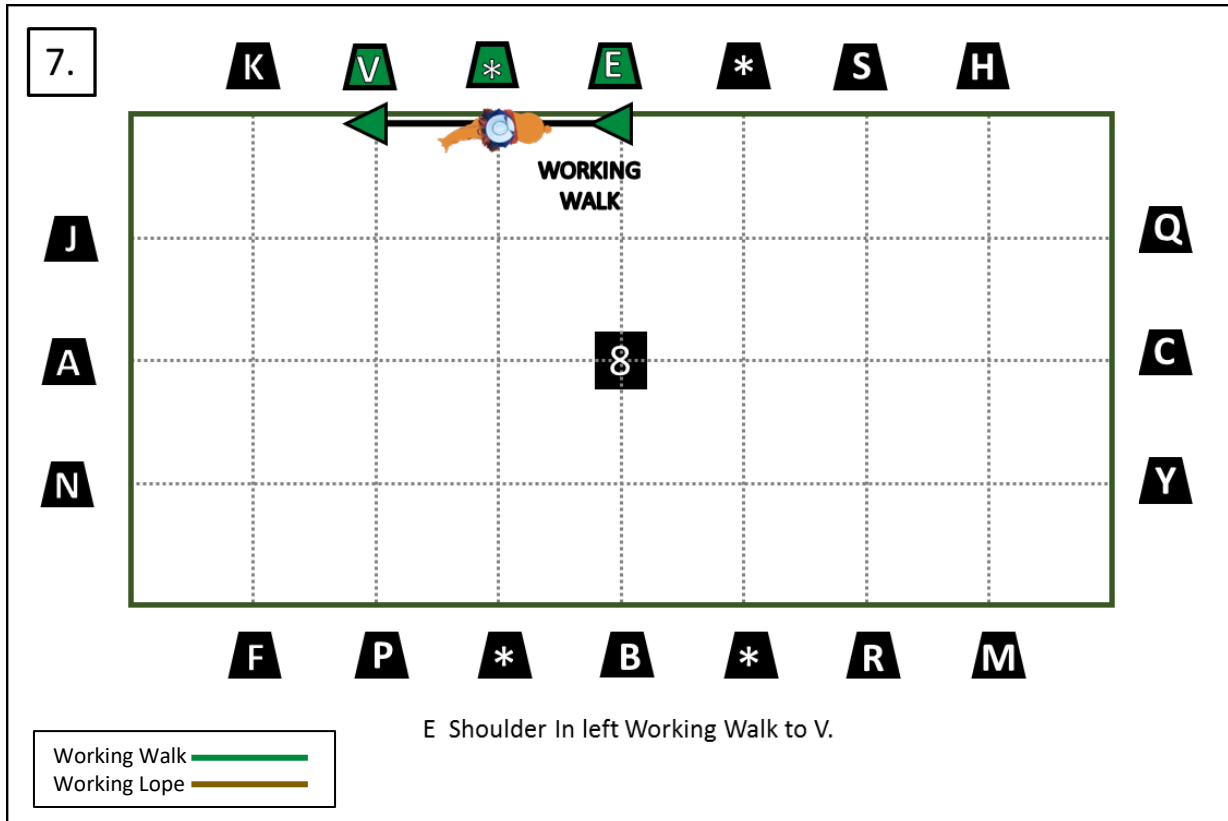 7.
K V * E * S H
WORKING
WALK
J Q
8
A C
N Y
F P * B * R M
E Shoulder In left Working Walk to V.
Working Walk
Working Lope